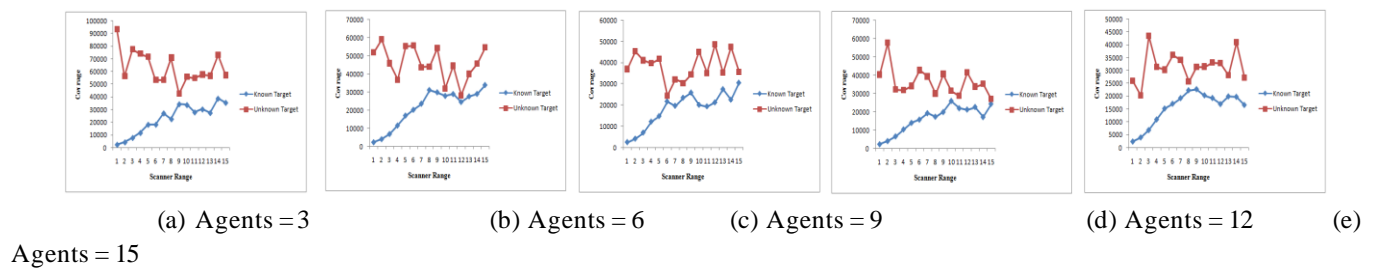 100000
90000
80000
70000
60000
50000
40000
30000
20000
10000
0
Coverage
1 2 3 4 5 6 7 8 9 10 11 12 13 14 15
Scanner Range
Known Target
Unknown Target
70000
60000
50000
40000
30000
20000
10000
0
Coverage
1 2 3 4 5 6 7 8 9 10 11 12 13 14 15
Scanner Range
Known Target
Unknown Target
60000
50000
40000
30000
20000
10000
0
Coverage
1 2 3 4 5 6 7 8 9 10 11 12 13 14 15
Scanner Range
Known Target
Unknown Target
70000
60000
50000
40000
30000
20000
10000
0
Coverage
1 2 3 4 5 6 7 8 9 10 11 12 13 14 15
Scanner Range
Known Target
Unknown Target
50000
45000
40000
35000
30000
25000
20000
15000
10000
5000
0
Coverage
1 2 3 4 5 6 7 8 9 10 11 12 13 14 15
Scanner Range
Known Target
Unknown Target
(a) Agents = 3 (b) Agents = 6 (c) Agents = 9 (d) Agents = 12 (e)
Agents = 15